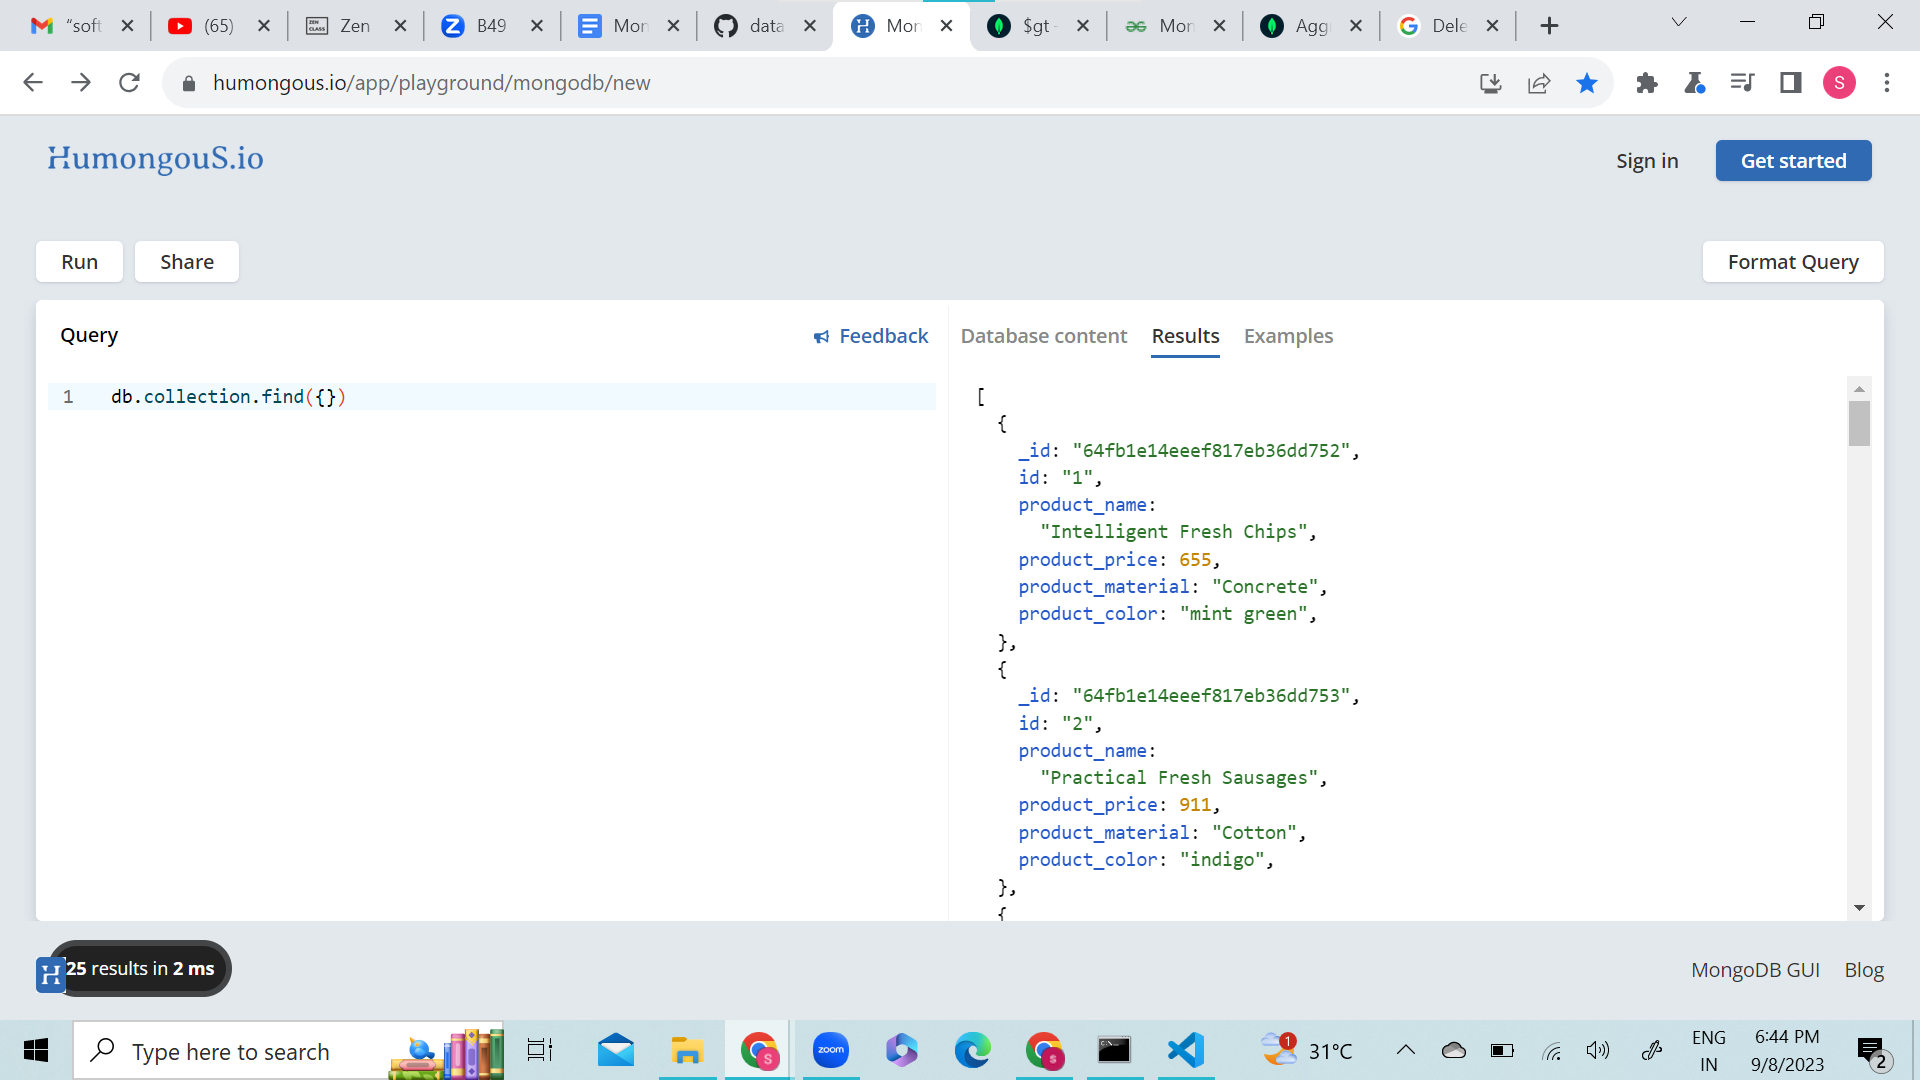 "soft
(65)
Zen
B49
Mon
data
Mon
$gt -
Mon
Agg
Dele
humongous.io/app/playground/mongodb/new
S
HumongouS.io
Sign in
Get started
Run
Share
Format Query
Query
Feedback
Database content
Results
Examples
1 db.collection.find({})
[
{
_id: "64fb1e14eeef817eb36dd752",
id: "1",
product_name:
"Intelligent Fresh Chips",
product_price: 655,
product_material: "Concrete",
product_color: "mint green",
},
{
_id: "64fb1e14eeef817eb36dd753",
id: "2",
product_name:
"Practical Fresh Sausages",
product_price: 911,
product_material: "Cotton",
product_color: "indigo",
},
{
H
25 results in 2 ms
MongoDB GUI
Blog
Type here to search
zoom
1
31°C
ENG
IN
6:44 PM
9/8/2023
2